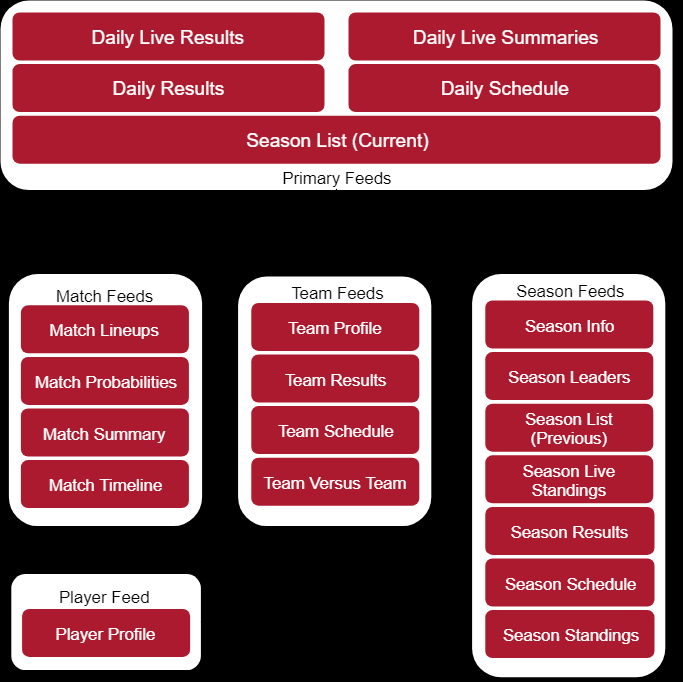 Daily Live Results
Daily Live Summaries
Daily Results
Daily Schedule
Season List (Current)
Primary Feeds
Match Feeds
Match Lineups
Match Probabilities
Match Summary
Match Timeline
Team Feeds
Team Profile
Team Results
Team Schedule
Team Versus Team
Season Feeds
Season Info
Season Leaders
Season List
(Previous)
Season Live
Standings
Season Results
Season Schedule
Season Standings
Player Feed
Player Profile